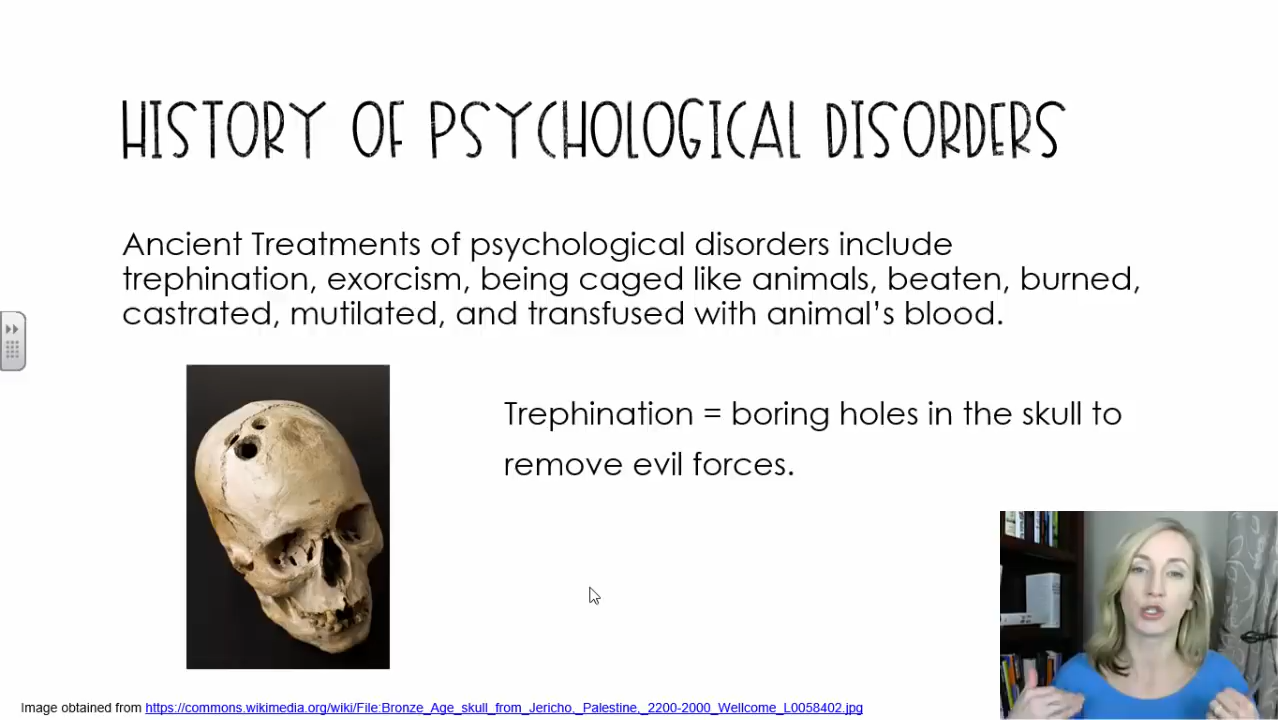 HISTORY OF PSYCHOLOGICAL DISORDERS
Ancient Treatments of psychological disorders include
trephination, exorcism, being caged like animals, beaten, burned,
castrated, mutilated, and transfused with animal’s blood.
Trephination = boring holes in the skull to
remove evil forces.
Image obtained from https://commons.wikimedia.org/wiki/File:Bronze_Age_skull_from_Jericho,_Palestine,_2200-2000_Wellcome_L0058402.jpg